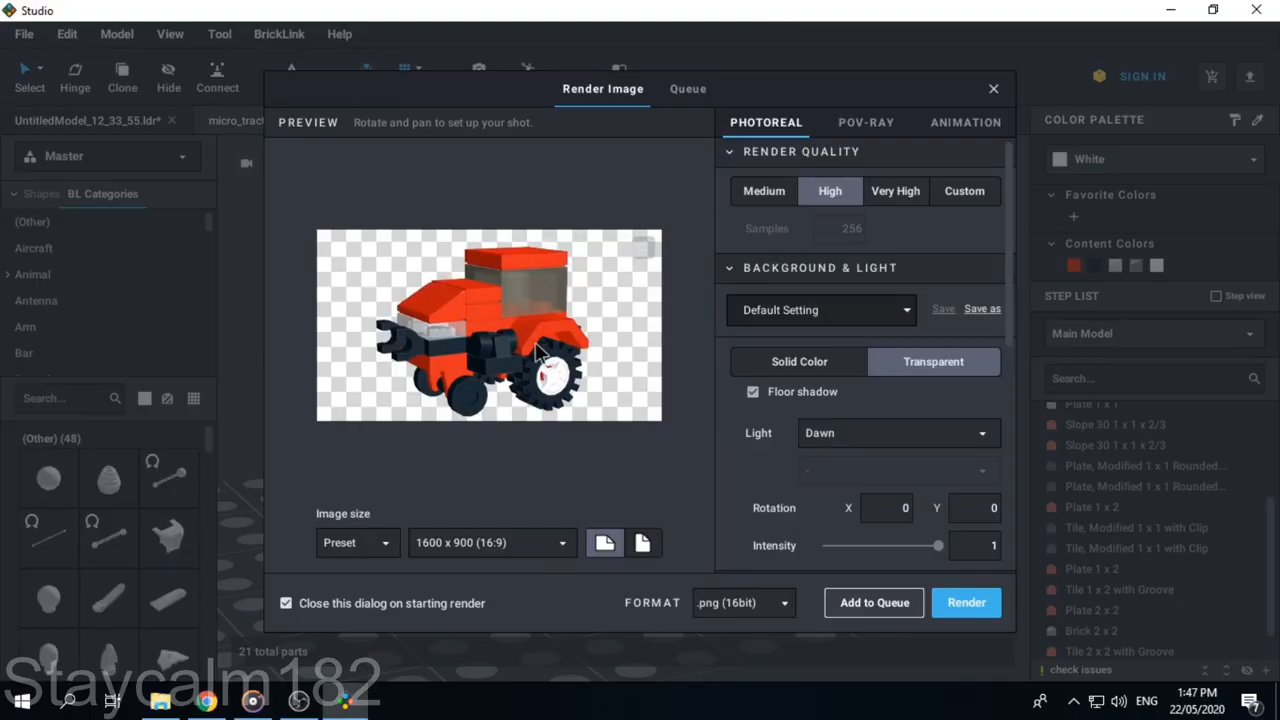 Studio
File Edit Model View Tool BrickLink Help
Select Hinge Clone Hide Connect
SIGN IN
Render Image Queue
UntitledModel_12_33_55.ldr*
micro_tract
PREVIEW Rotate and pan to set up your shot.
PHOTOREAL POV-RAY ANIMATION
COLOR PALETTE
Master
RENDER QUALITY
White
Shapes BL Categories
Medium High Very High Custom
Favorite Colors
+
(Other)
Samples 256
Aircraft
Content Colors
Animal
BACKGROUND & LIGHT
STEP LIST Step view
Antenna
Default Setting Save Save as
Arm
Main Model
Bar
Solid Color Transparent
Search...
Floor shadow
Search...
Plate 1 x 1
Slope 30 1 x 1 x 2/3
Slope 30 1 x 1 x 2/3
Light Dawn
(Other) (48)
-
Plate, Modified 1 x 1 Rounded...
Plate, Modified 1 x 1 Rounded...
Rotation X 0 Y 0
Plate 1 x 2
Image size
Tile, Modified 1 x 1 with Clip
Preset 1600 x 900 (16:9)
Intensity 1
Tile, Modified 1 x 1 with Clip
Plate 1 x 2
Tile 1 x 2 with Groove
Close this dialog on starting render
FORMAT .png (16bit) Add to Queue Render
Plate 2 x 2
Brick 2 x 2
Tile 2 x 2 with Groove
21 total parts
check issues
Staycalm182
ENG
1:47 PM
22/05/2020
7